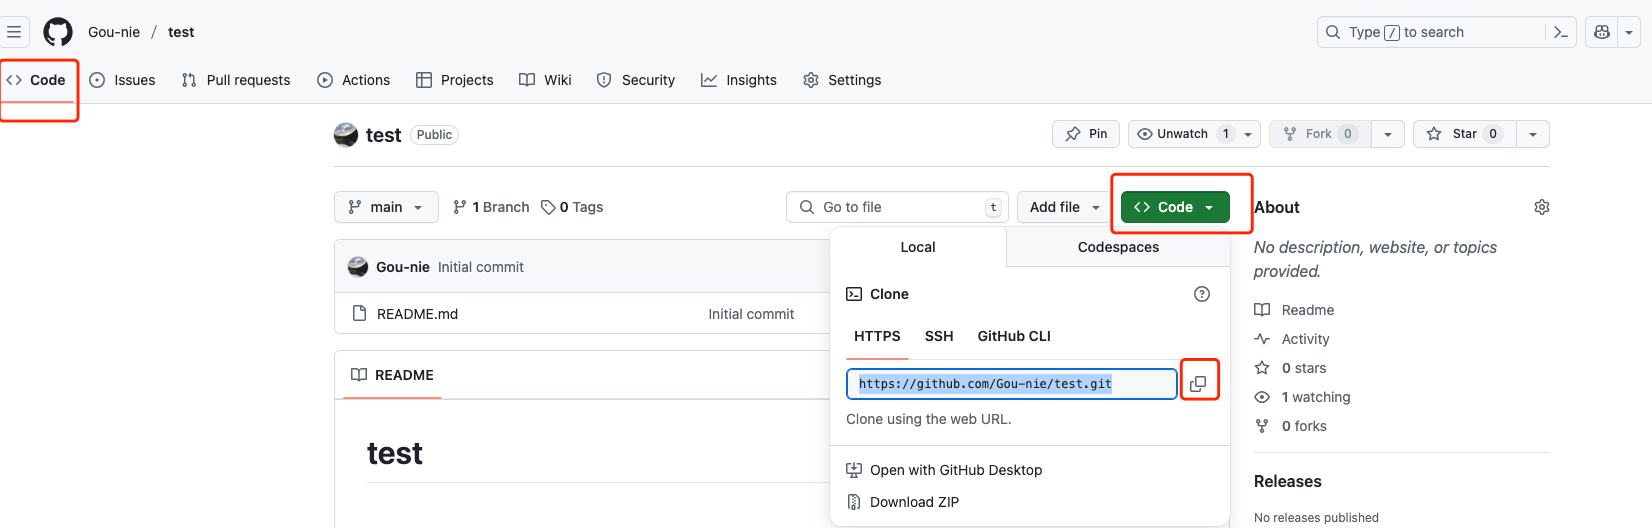 Gou-nie / test
Type / to search
Code Issues Pull requests Actions Projects Wiki Security Insights Settings
test Public
Pin Unwatch 1 Fork 0 Star 0
main 1 Branch 0 Tags Go to file t Add file Code
About
Local Codespaces
No description, website, or topics
provided.
Gou-nie Initial commit
Clone
README.md Initial commit
HTTPS SSH GitHub CLI
https://github.com/Gou-nie/test.git
Clone using the web URL.
Open with GitHub Desktop
Download ZIP
README
test
Readme
Activity
0 stars
1 watching
0 forks
Releases
No releases published